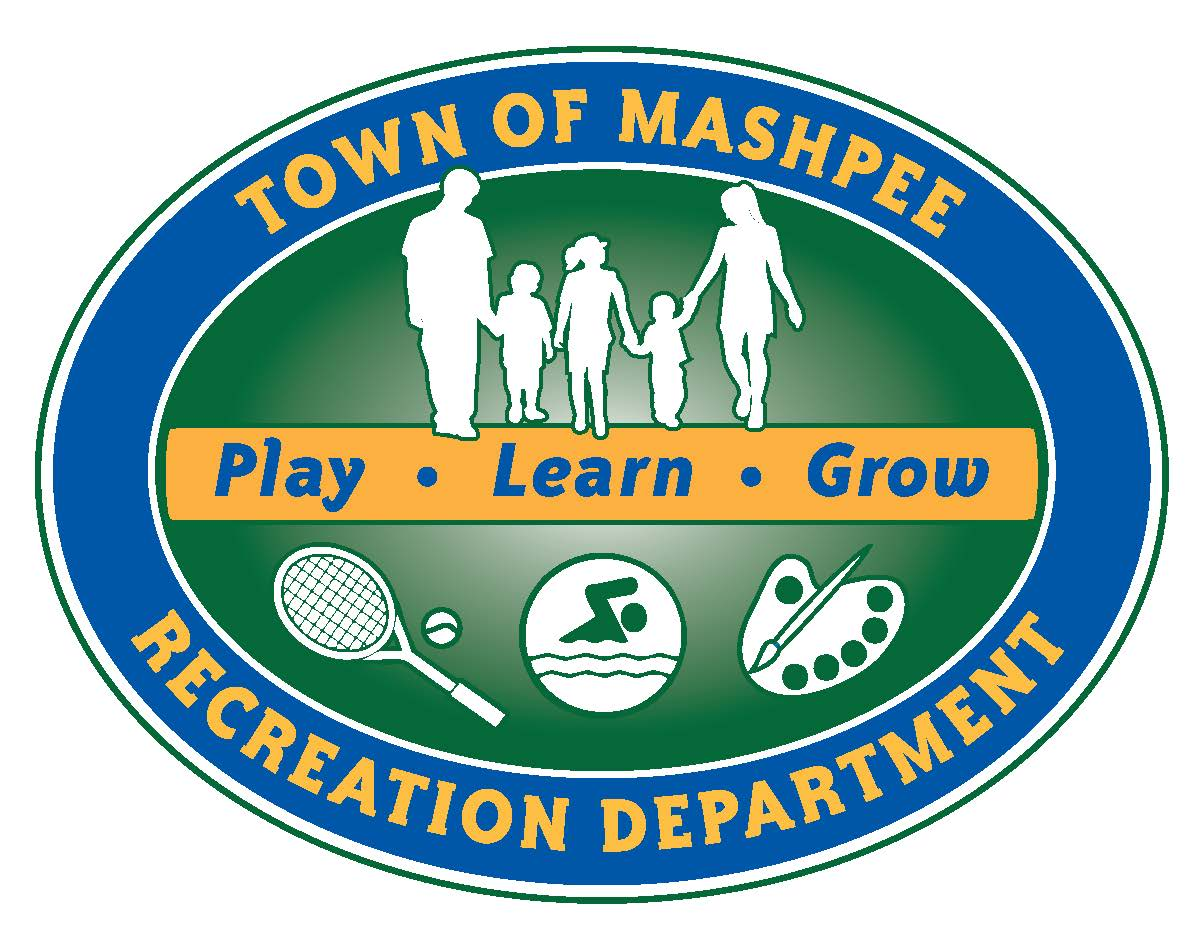 TOWN OF MASHPEE
Play • Learn • Grow
RECREATION DEPARTMENT